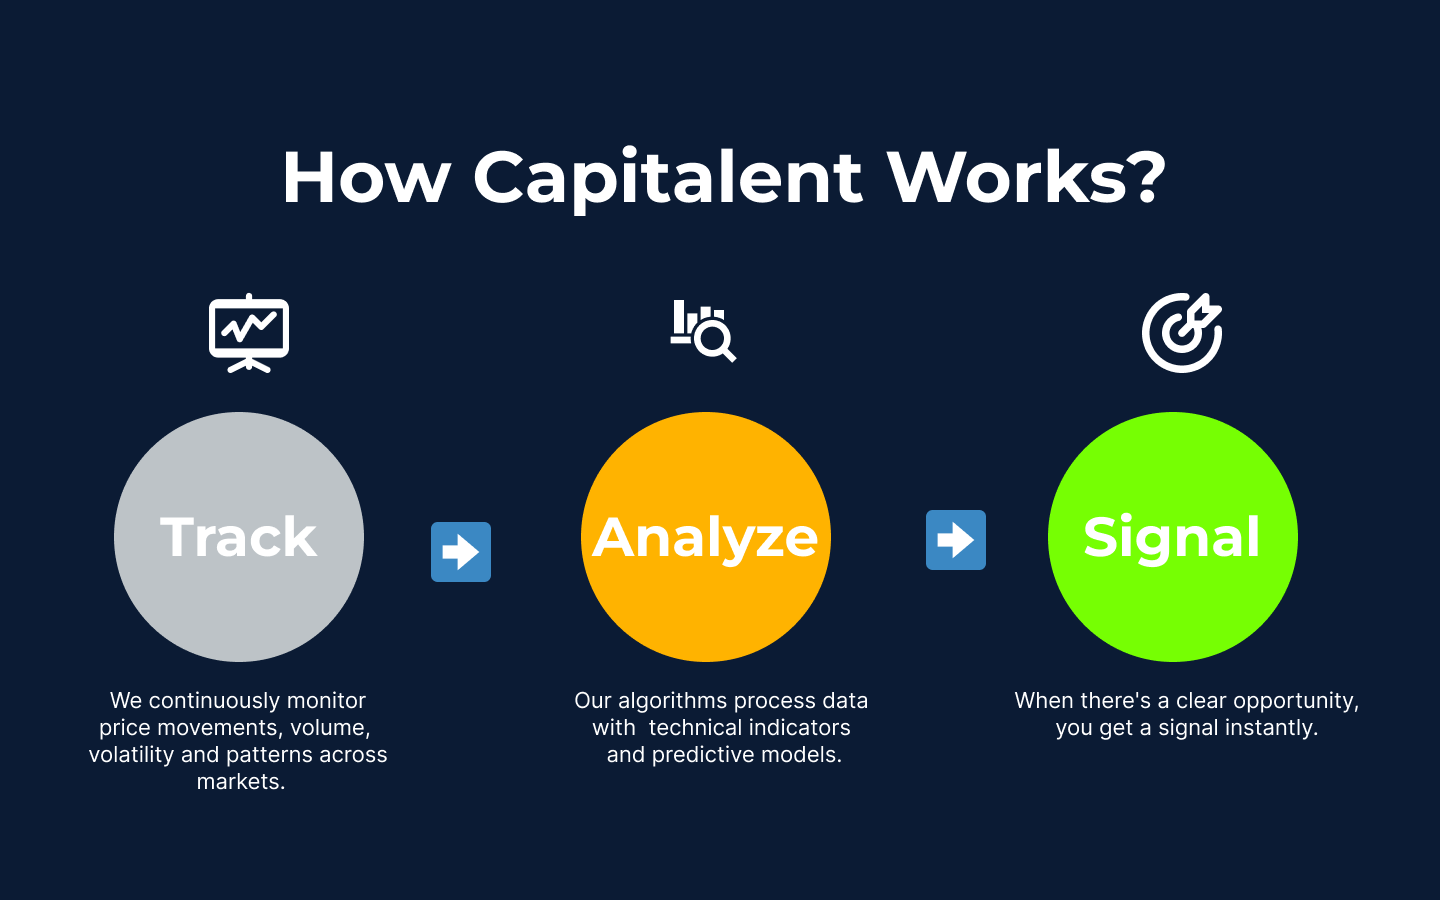 How Capitalent Works?
Track
Analyze
Signal
We continuously monitor
price movements, volume,
volatility and patterns across
markets.
Our algorithms process data
with  technical indicators
and predictive models.
When there's a clear opportunity,
you get a signal instantly.